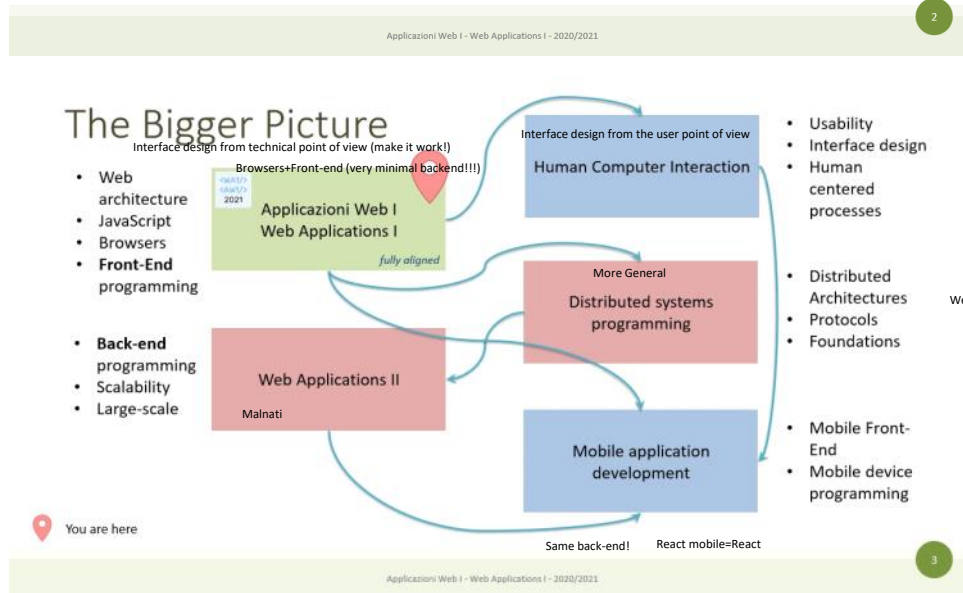 2
Applicazioni Web I - Web Applications I - 2020/2021
The Bigger Picture
Interface design from technical point of view (make it work!)
Browsers+Front-end (very minimal backend!!!)
• Web
architecture
• JavaScript
• Browsers
• Front-End
programming
<WA1/>
<AW1/>
2021
Applicazioni Web I
Web Applications I
fully aligned
Interface design from the user point of view
Human Computer Interaction
• Usability
• Interface design
• Human
centered
processes
More General
Distributed systems
programming
• Distributed
Architectures
• Protocols
• Foundations
We
• Back-end
programming
• Scalability
• Large-scale
Web Applications II
Malnati
Mobile application
development
• Mobile Front-
End
• Mobile device
programming
You are here
Same back-end!
React mobile=React
Applicazioni Web I - Web Applications I - 2020/2021
3